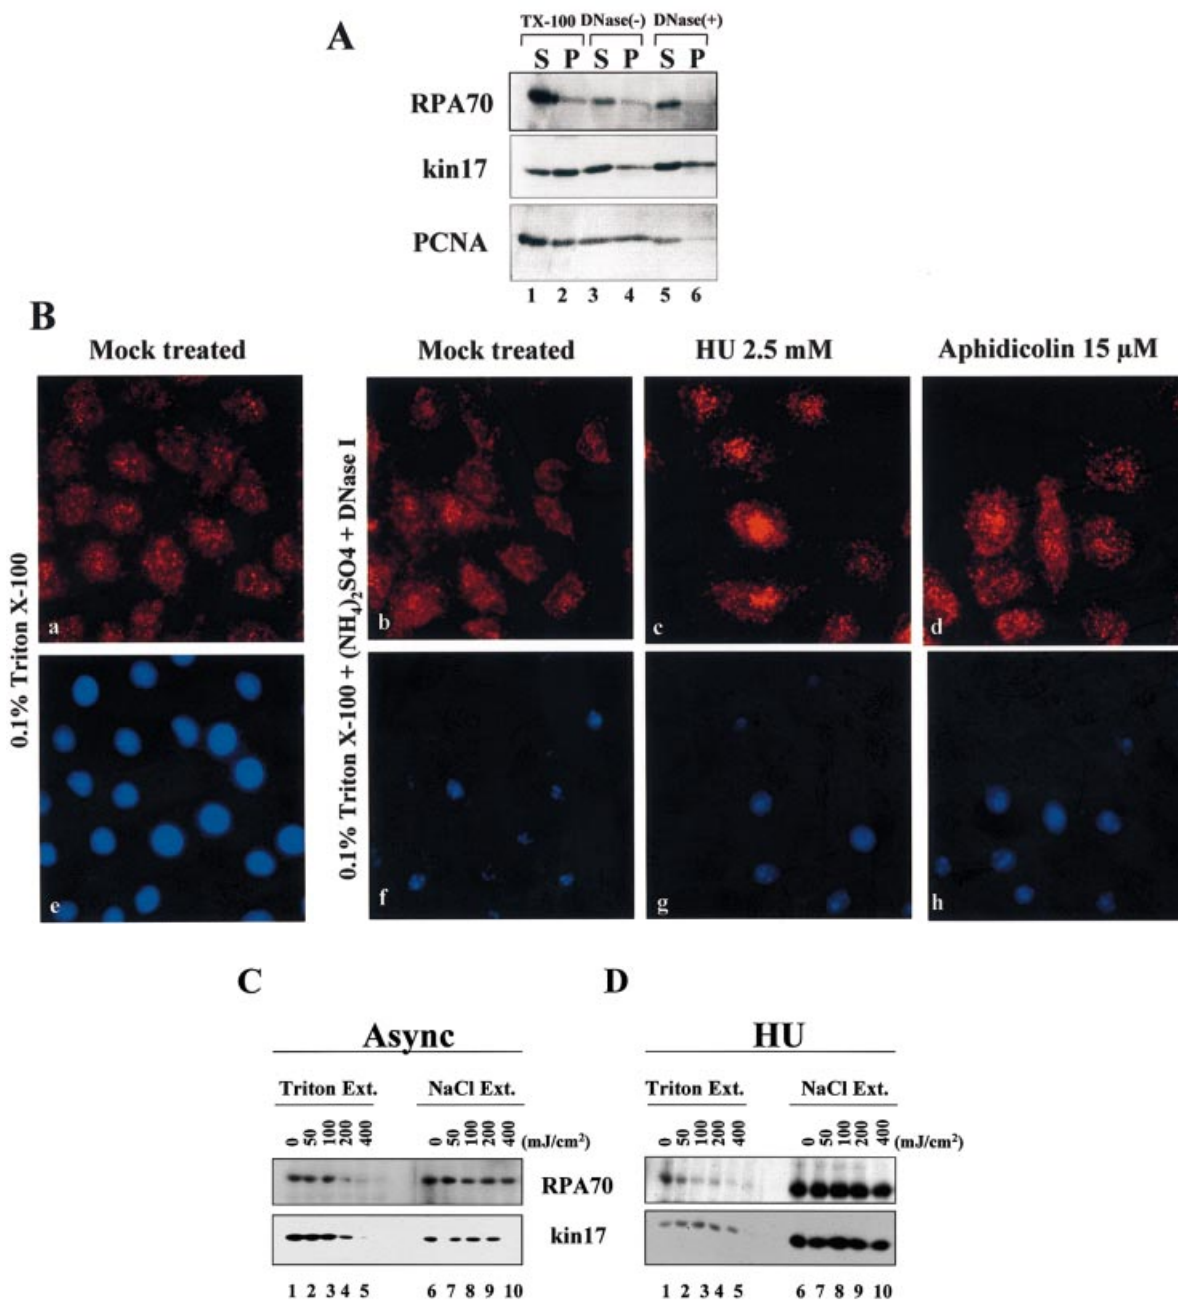 A
TX-100 DNase(-) DNase(+)
S P S P S P
RPA70
kin17
PCNA
1 2 3 4 5 6
B
Mock treated Mock treated HU 2.5 mM Aphidicolin 15 µM
0.1% Triton X-100
0.1% Triton X-100 + (NH4)2SO4 + DNase I
a b c d
e f g h
C D
Async HU
Triton Ext. NaCl Ext. Triton Ext. NaCl Ext.
0 50 100 200 400 0 50 100 200 400 (mJ/cm²) 0 50 100 200 400 0 50 100 200 400 (mJ/cm²)
RPA70
kin17
1 2 3 4 5 6 7 8 9 10 1 2 3 4 5 6 7 8 9 10